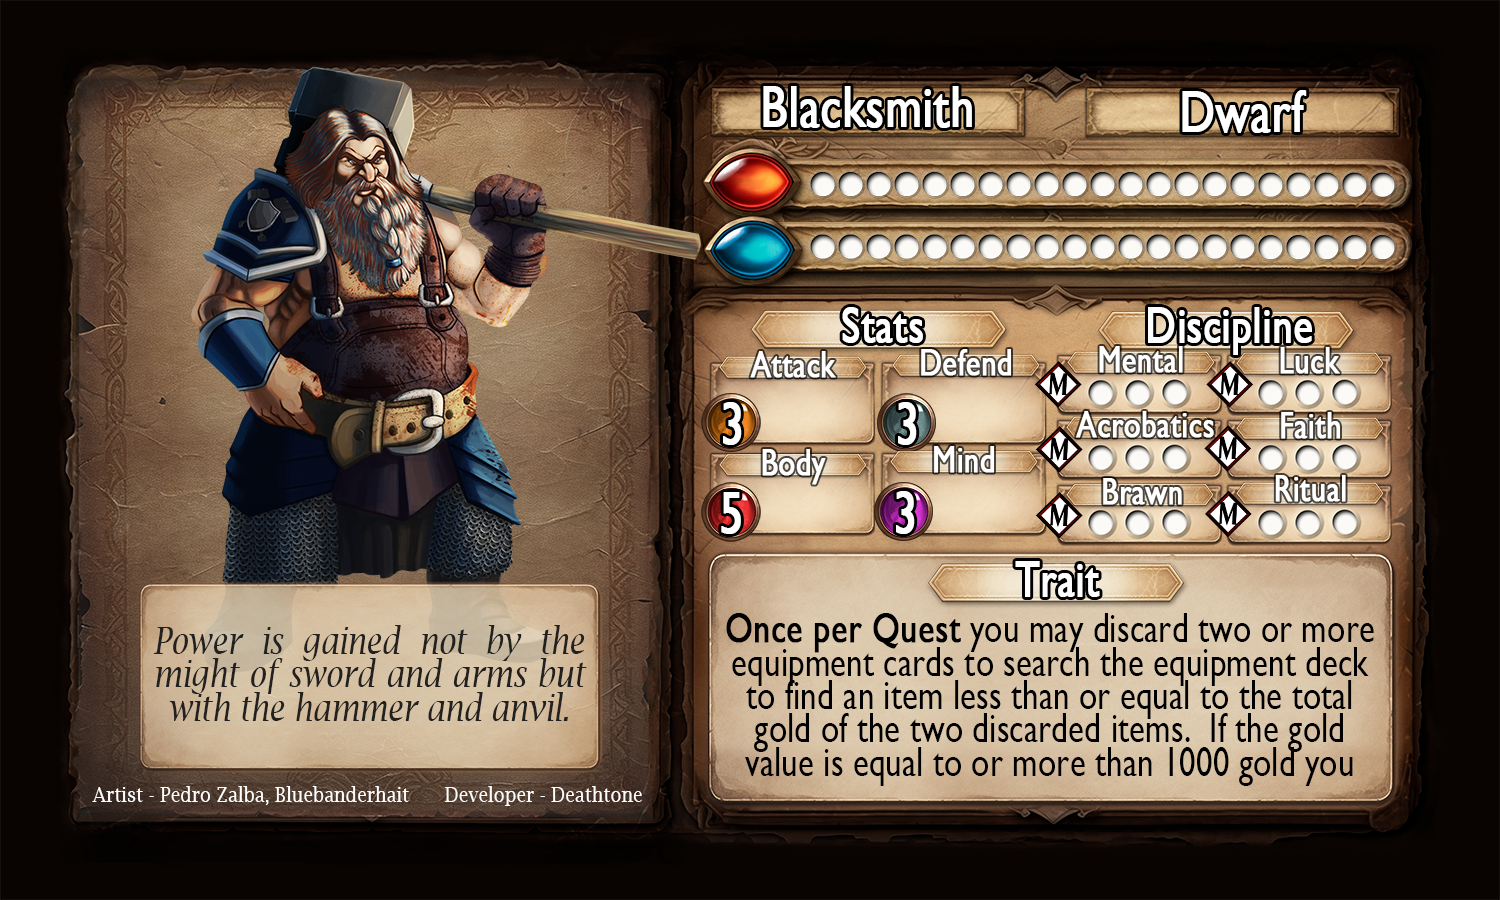 Blacksmith
Dwarf
Stats
Discipline
Attack
Defend
3
3
Body
Mind
5
3
Mental
Luck
M
M
Acrobatics
Faith
M
M
Brawn
Ritual
M
M
Trait
Once per Quest you may discard two or more
equipment cards to search the equipment deck
to find an item less than or equal to the total
gold of the two discarded items. If the gold
value is equal to or more than 1000 gold you
Power is gained not by the
might of sword and arms but
with the hammer and anvil.
Artist - Pedro Zalba, Bluebanderhait
Developer - Deathtone